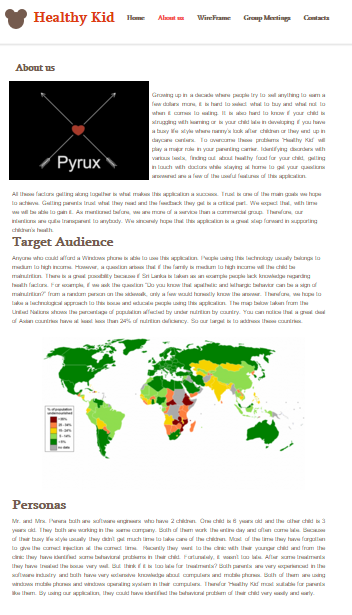 Healthy Kid
Home
About us
WireFrame
Group Meetings
Contacts
About us
Pyrux
Growing up in a decade where people try to sell anything to earn a
few dollars more, it is hard to select what to buy and what not to
when it comes to eating. It is also hard to know if your child is
struggling with learning or is your child late in developing if you have
a busy life style where nanny's look after children or they end up in
daycare centers. To overcome these problems 'Healthy Kid' will
play a major role in your parenting carrier. Identifying disorders with
various tests, finding out about healthy food for your child, getting
in touch with doctors while staying at home to get your questions
answered are a few of the useful features of this application.
All these factors getting along together is what makes this application a success. Trust is one of the main goals we hope
to achieve. Getting parents trust what they read and the feedback they get is a critical part. We expect that, with time
we will be able to gain it. As mentioned before, we are more of a service than a commercial group. Therefore, our
intentions are quite transparent to anybody. We sincerely hope that this application is a great step forward in supporting
children's health.
Target Audience
Anyone who could afford a Windows phone is able to use this application. People using this technology usually belongs to
medium to high income. However, a question arises that if the family is medium to high income will the child be
malnutrition. There is a great possibility because if Sri Lanka is taken as an example people lack knowledge regarding
health factors. For example, if we ask the question "Do you know that apathetic and lethargic behavior can be a sign of
malnutrition?" from a random person on the sidewalk, only a few would honestly know the answer. Therefore, we hope to
take a technological approach to this issue and educate people using this application. The map below taken from the
United Nations shows the percentage of population affected by under nutrition by country. You can notice that a great deal
of Asian countries have at least less than 24% of nutrition deficiency. So our target is to address these countries.
% of population
undernourished
>35%
5 - 14%
<5%
no data
Personas
Mr. and Mrs. Perera both are software engineers who have 2 children. One child is 6 years old and the other child is 3
years old. They both are working in the same company. Both of them work the entire day and often come late. Because
of their busy life style usually they didn't get much time to take care of the children. Most of the time they have forgotten
to give the correct injection at the correct time. Recently they went to the clinic with their younger child and from the
clinic they have identified some behavioral problems in their child. Fortunately, it wasn't too late. After some treatments
they have treated the issue very well. But think if it is too late for treatments? Both parents are very experienced in the
software industry and both have very extensive knowledge about computers and mobile phones. Both of them are using
windows mobile phones and windows operating system in their computers. Therefor 'Healthy Kid' most suitable for parents
like them. By using our application, they could have identified the behavioral problem of their child very easily and early.